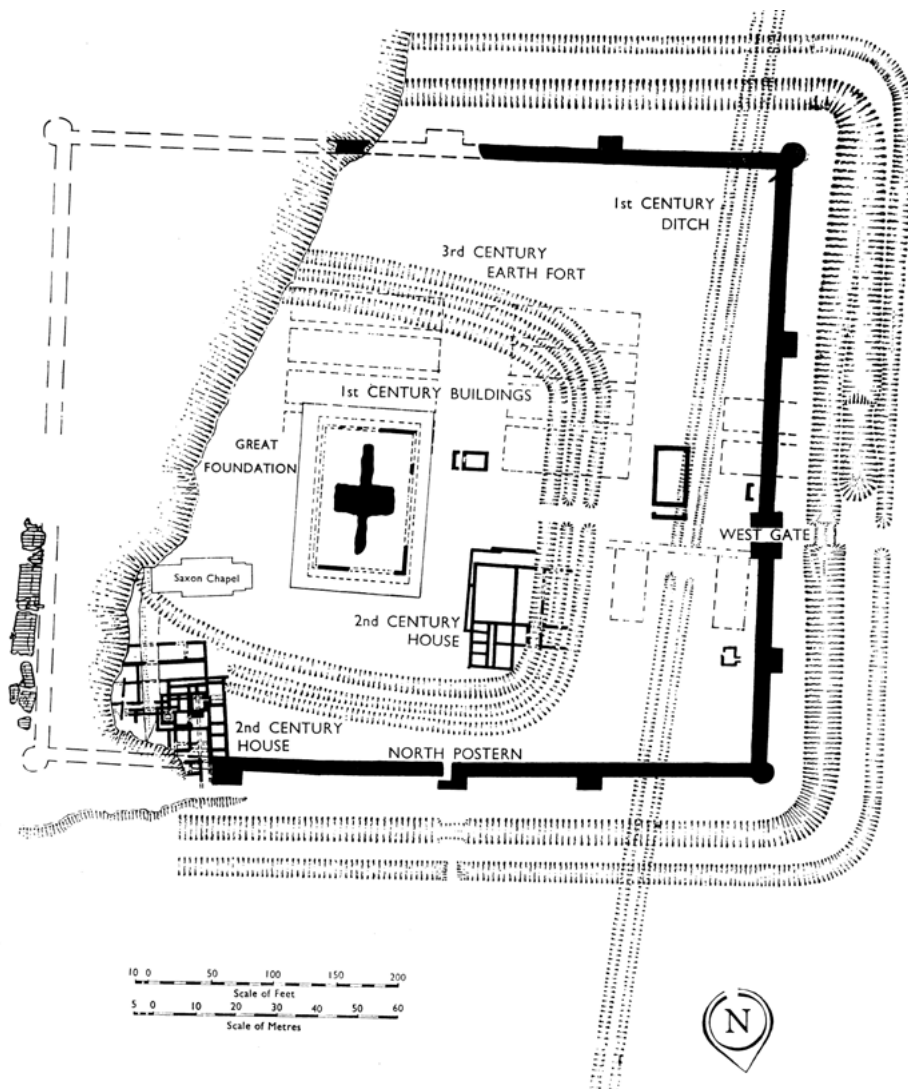 1st CENTURY
DITCH
3rd CENTURY
EARTH FORT
1st CENTURY BUILDINGS
GREAT
FOUNDATION
WEST GATE
Saxon Chapel
2nd CENTURY
HOUSE
2nd CENTURY
HOUSE
NORTH POSTERN
10 0 50 100 150 200
Scale of Feet
5 0 10 20 30 40 50 60
Scale of Metres
N